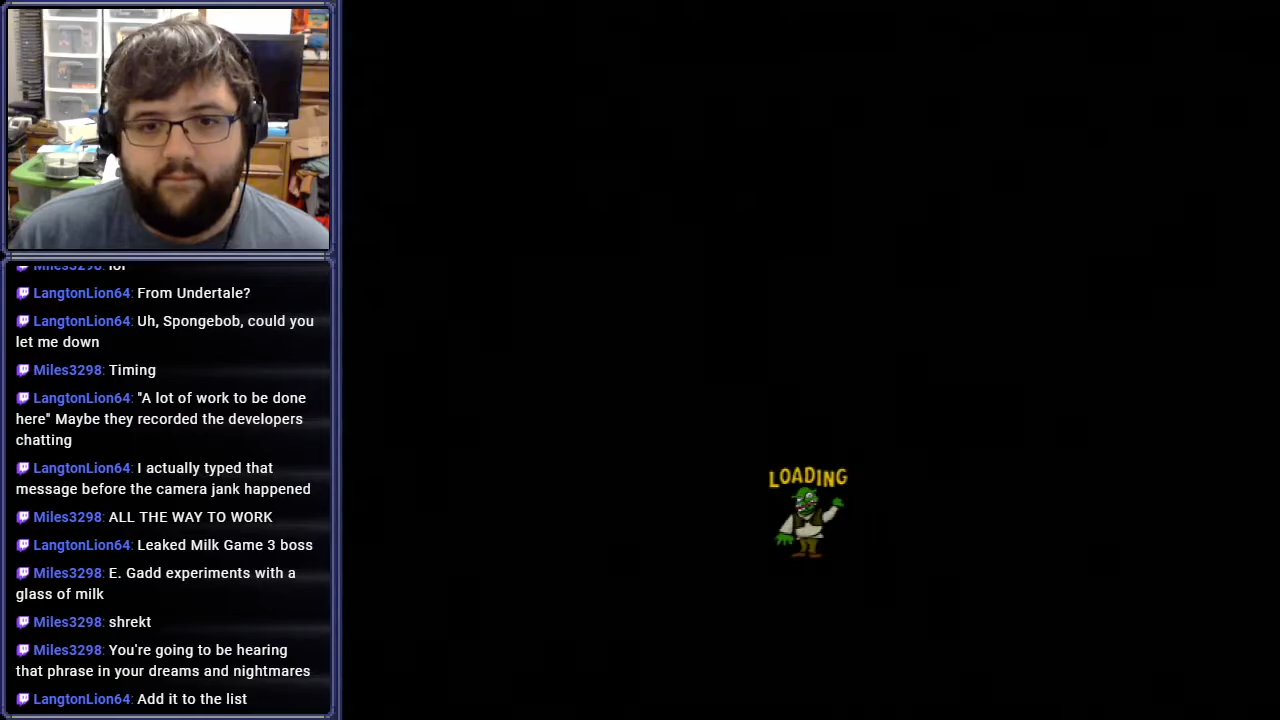 Miles3298: lol
LangtonLion64: From Undertale?
LangtonLion64: Uh, Spongebob, could you
let me down
Miles3298: Timing
LangtonLion64: "A lot of work to be done
here" Maybe they recorded the developers
chatting
LangtonLion64: I actually typed that
message before the camera jank happened
Miles3298: ALL THE WAY TO WORK
LangtonLion64: Leaked Milk Game 3 boss
Miles3298: E. Gadd experiments with a
glass of milk
Miles3298: shrekt
Miles3298: You're going to be hearing
that phrase in your dreams and nightmares
LangtonLion64: Add it to the list
LOADING